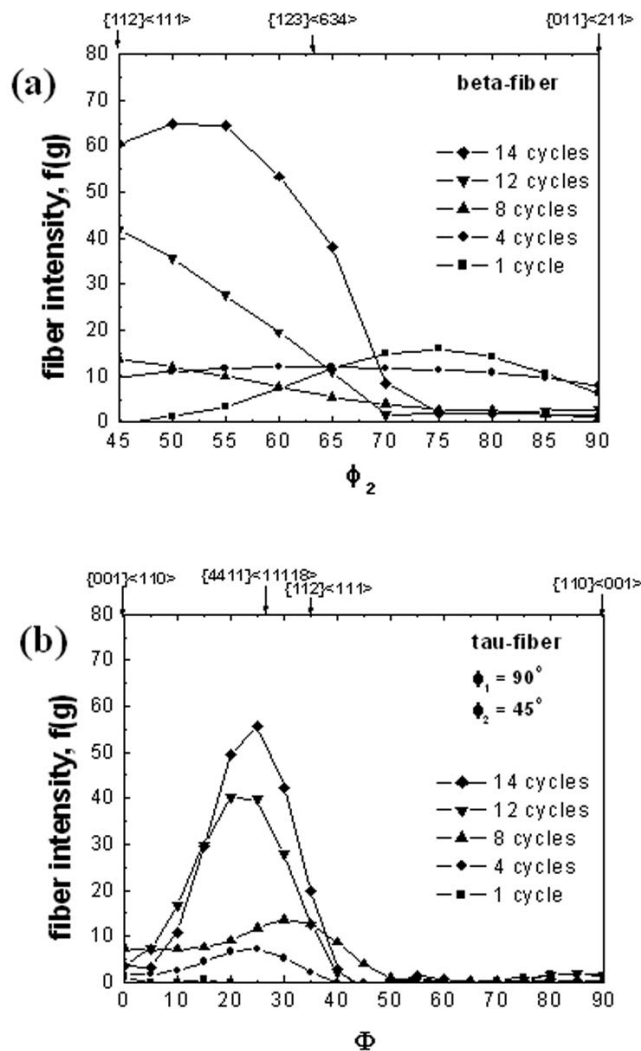 {112}<111> {123}<634> {011}<211>
(a)
fiber intensity, f(g)
80
70
60
50
40
30
20
10
0
beta-fiber
14 cycles
12 cycles
8 cycles
4 cycles
1 cycle
45 50 55 60 65 70 75 80 85 90
ϕ2
{001}<110> {4411}<11118> {112}<111> {110}<001>
(b)
fiber intensity, f(g)
80
70
60
50
40
30
20
10
0
tau-fiber
ϕ1 = 90°
ϕ2 = 45°
14 cycles
12 cycles
8 cycles
4 cycles
1 cycle
0 10 20 30 40 50 60 70 80 90
Φ